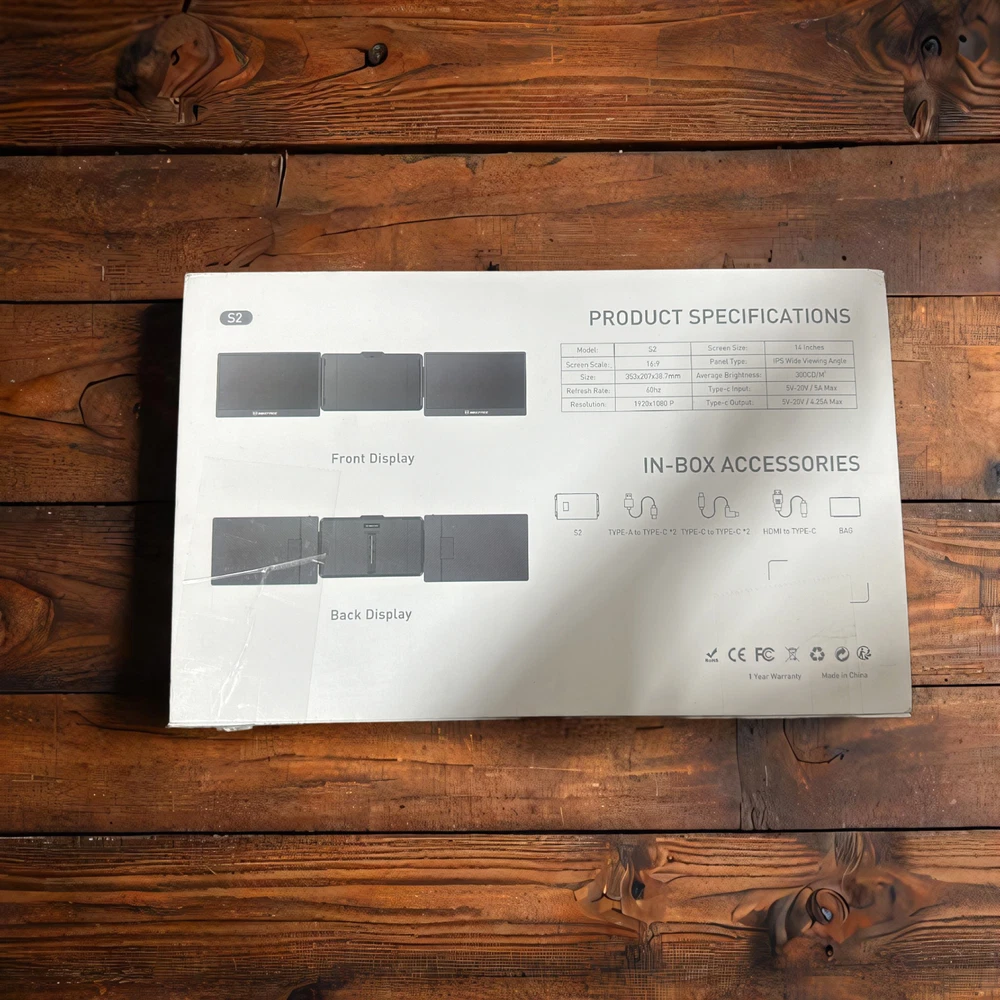 S2
PRODUCT SPECIFICATIONS
Model: S2 Screen Size: 14 Inches
Screen Scale: 16:9 Panel Type: IPS Wide Viewing Angle
Size: 353x207x38.7mm Average Brightness: 300CD/M²
Refresh Rate: 60hz Type-c Input: 5V-20V / 5A Max
Resolution: 1920x1080 P Type-c Output: 5V-20V / 4.25A Max
Front Display
IN-BOX ACCESSORIES
S2 TYPE-A to TYPE-C *2 TYPE-C to TYPE-C *2 HDMI to TYPE-C BAG
Back Display
RoHS CE FC
1 Year Warranty Made in China